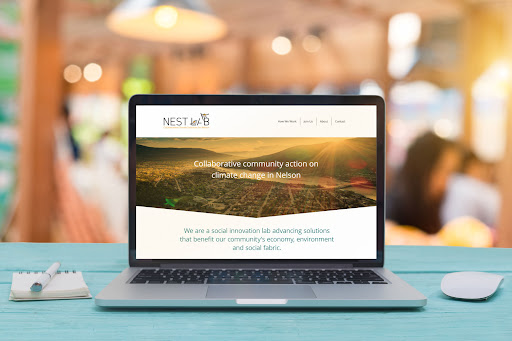 NEST LAB
How We Work
Join Us
About
Contact
Collaborative community action on
climate change in Nelson
We are a social innovation lab advancing solutions
that benefit our community's economy, environment
and social fabric.